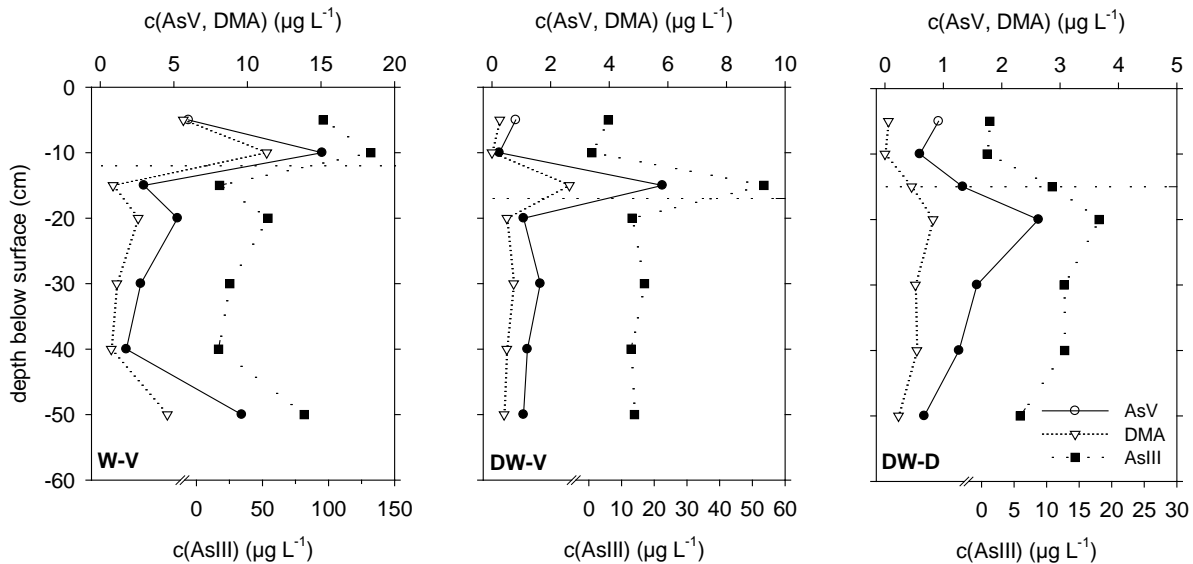 c(AsV, DMA) (µg L-1) c(AsV, DMA) (µg L-1) c(AsV, DMA) (µg L-1)
0 5 10 15 20 0 2 4 6 8 10 0 1 2 3 4 5
depth below surface (cm)
0
-10
-20
-30
-40
-50
-60
AsV
DMA
AsIII
W-V DW-V DW-D
0 50 100 150 0 10 20 30 40 50 60 0 5 10 15 20 25 30
c(AsIII) (µg L-1) c(AsIII) (µg L-1) c(AsIII) (µg L-1)